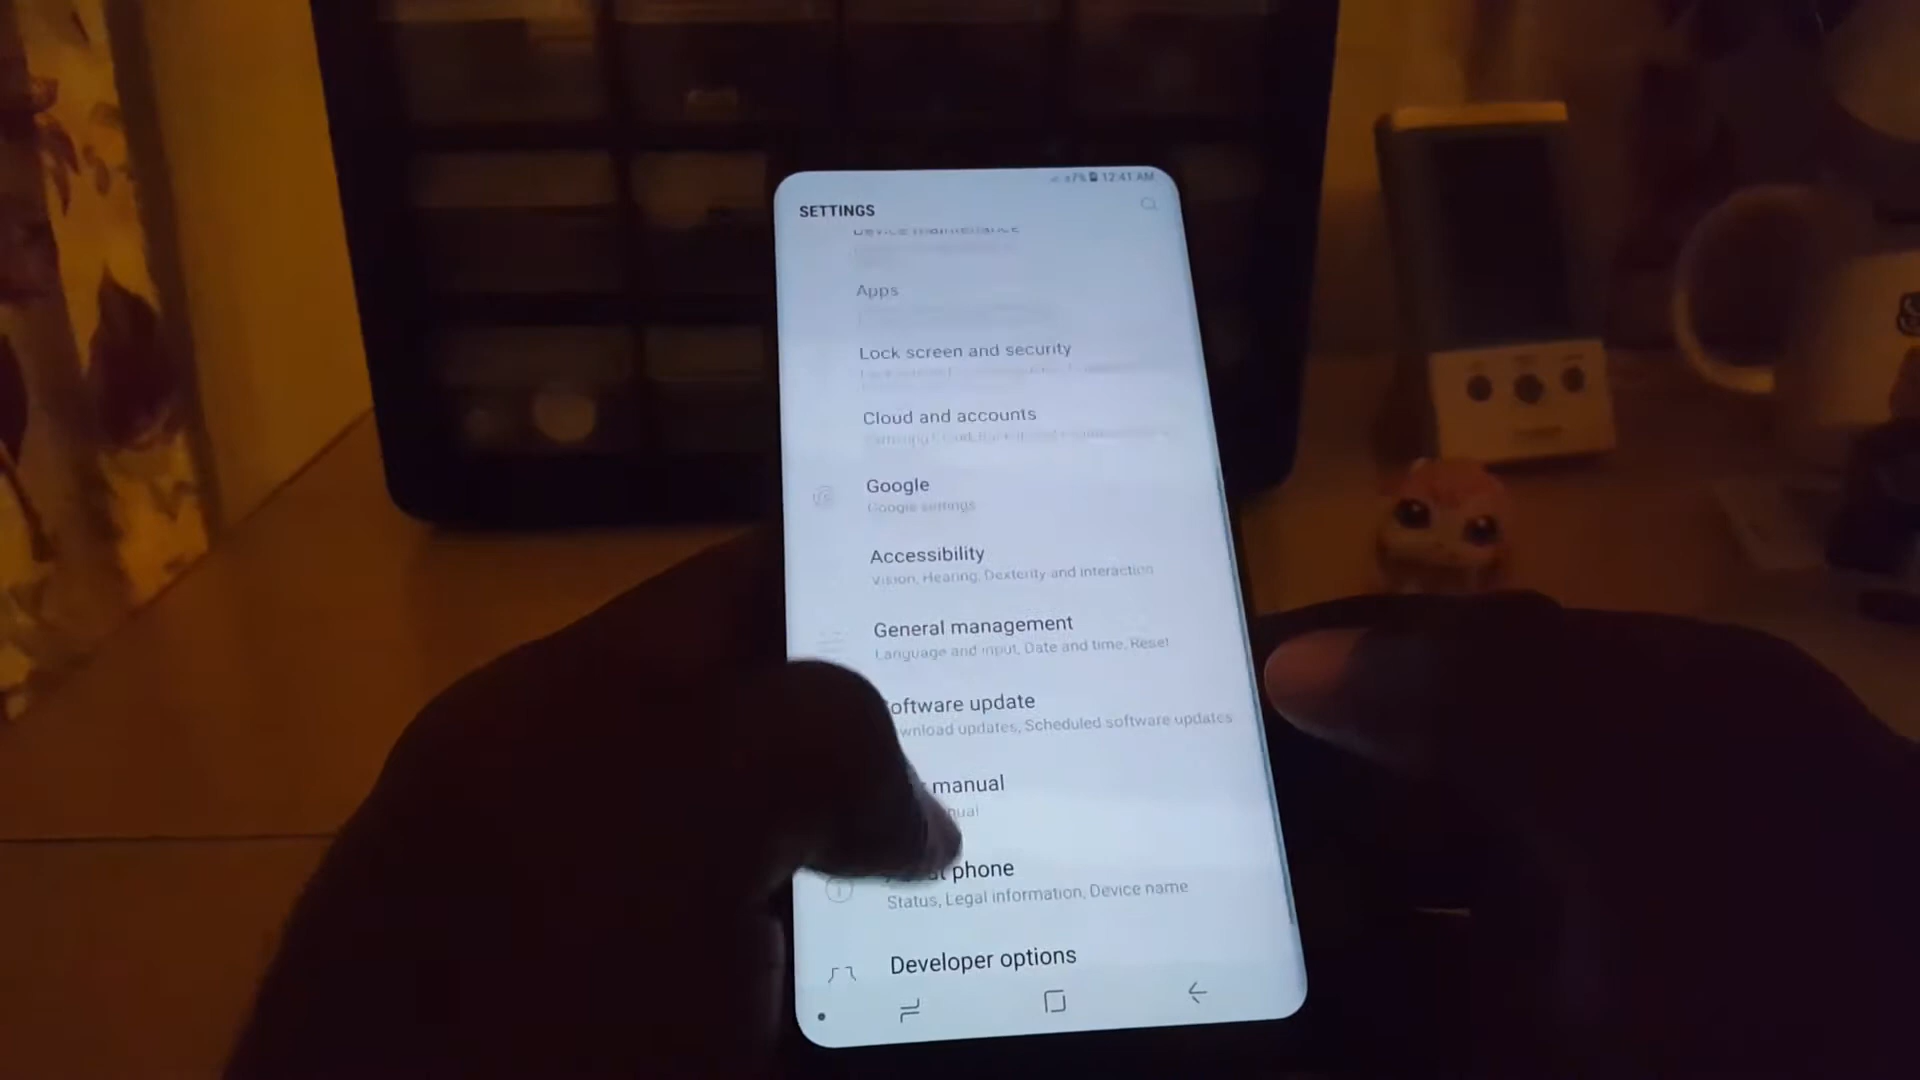 12:41 AM
SETTINGS
Apps
Lock screen and security
Cloud and accounts
Google
Google settings
Accessibility
Vision, Hearing, Dexterity and interaction
General management
Language and input, Date and time, Reset
oftware update
wnload updates, Scheduled software updates
manual
nual
phone
Status, Legal information, Device name
Developer options